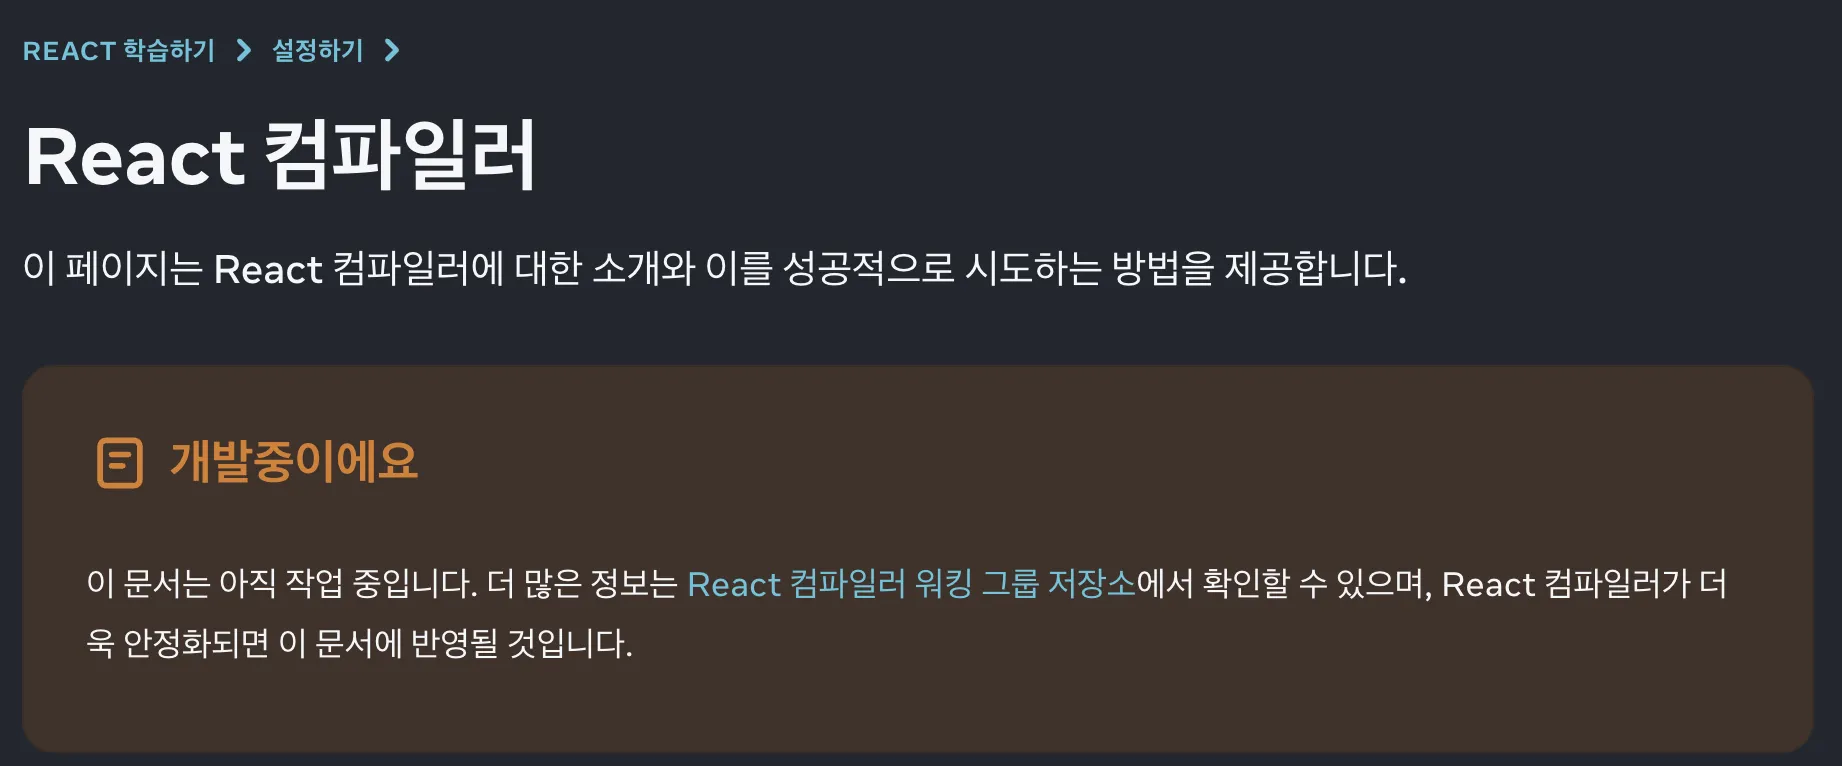 REACT 학습하기 > 설정하기 >
React 컴파일러
이 페이지는 React 컴파일러에 대한 소개와 이를 성공적으로 시도하는 방법을 제공합니다.
개발중이에요
이 문서는 아직 작업 중입니다. 더 많은 정보는 React 컴파일러 워킹 그룹 저장소에서 확인할 수 있으며, React 컴파일러가 더
욱 안정화되면 이 문서에 반영될 것입니다.